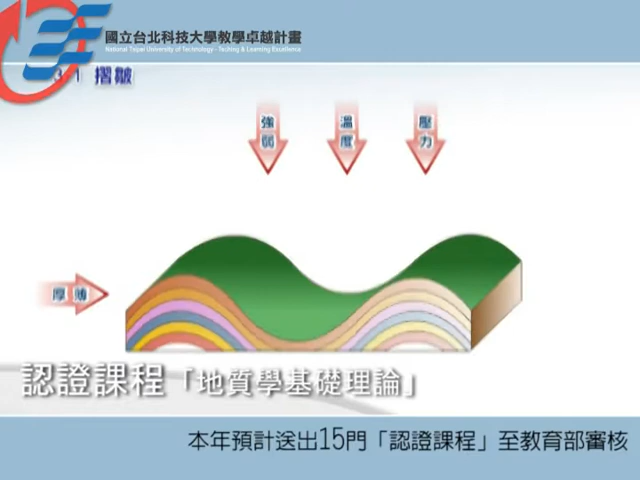 國立台北科技大學教學卓越計畫
National Taipei University of Technology - Teching & Learning Excellence
3-1 摺皺
強弱
溫度
壓力
厚薄
認證課程「地質學基礎理論」
本年預計送出15門「認證課程」至教育部審核